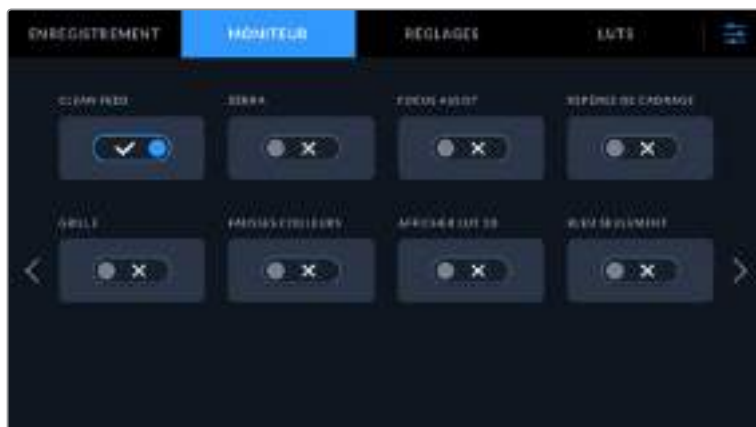 ENREGISTREMENT MONITEUR RÉGLAGES LUTS
CLEAN FEED ZEBRA FOCUS ASSIST REPÈRES DE CADRAGE
GRILLE FAUSSES COULEURS AFFICHER LUT 3D BLEU SEULEMENT